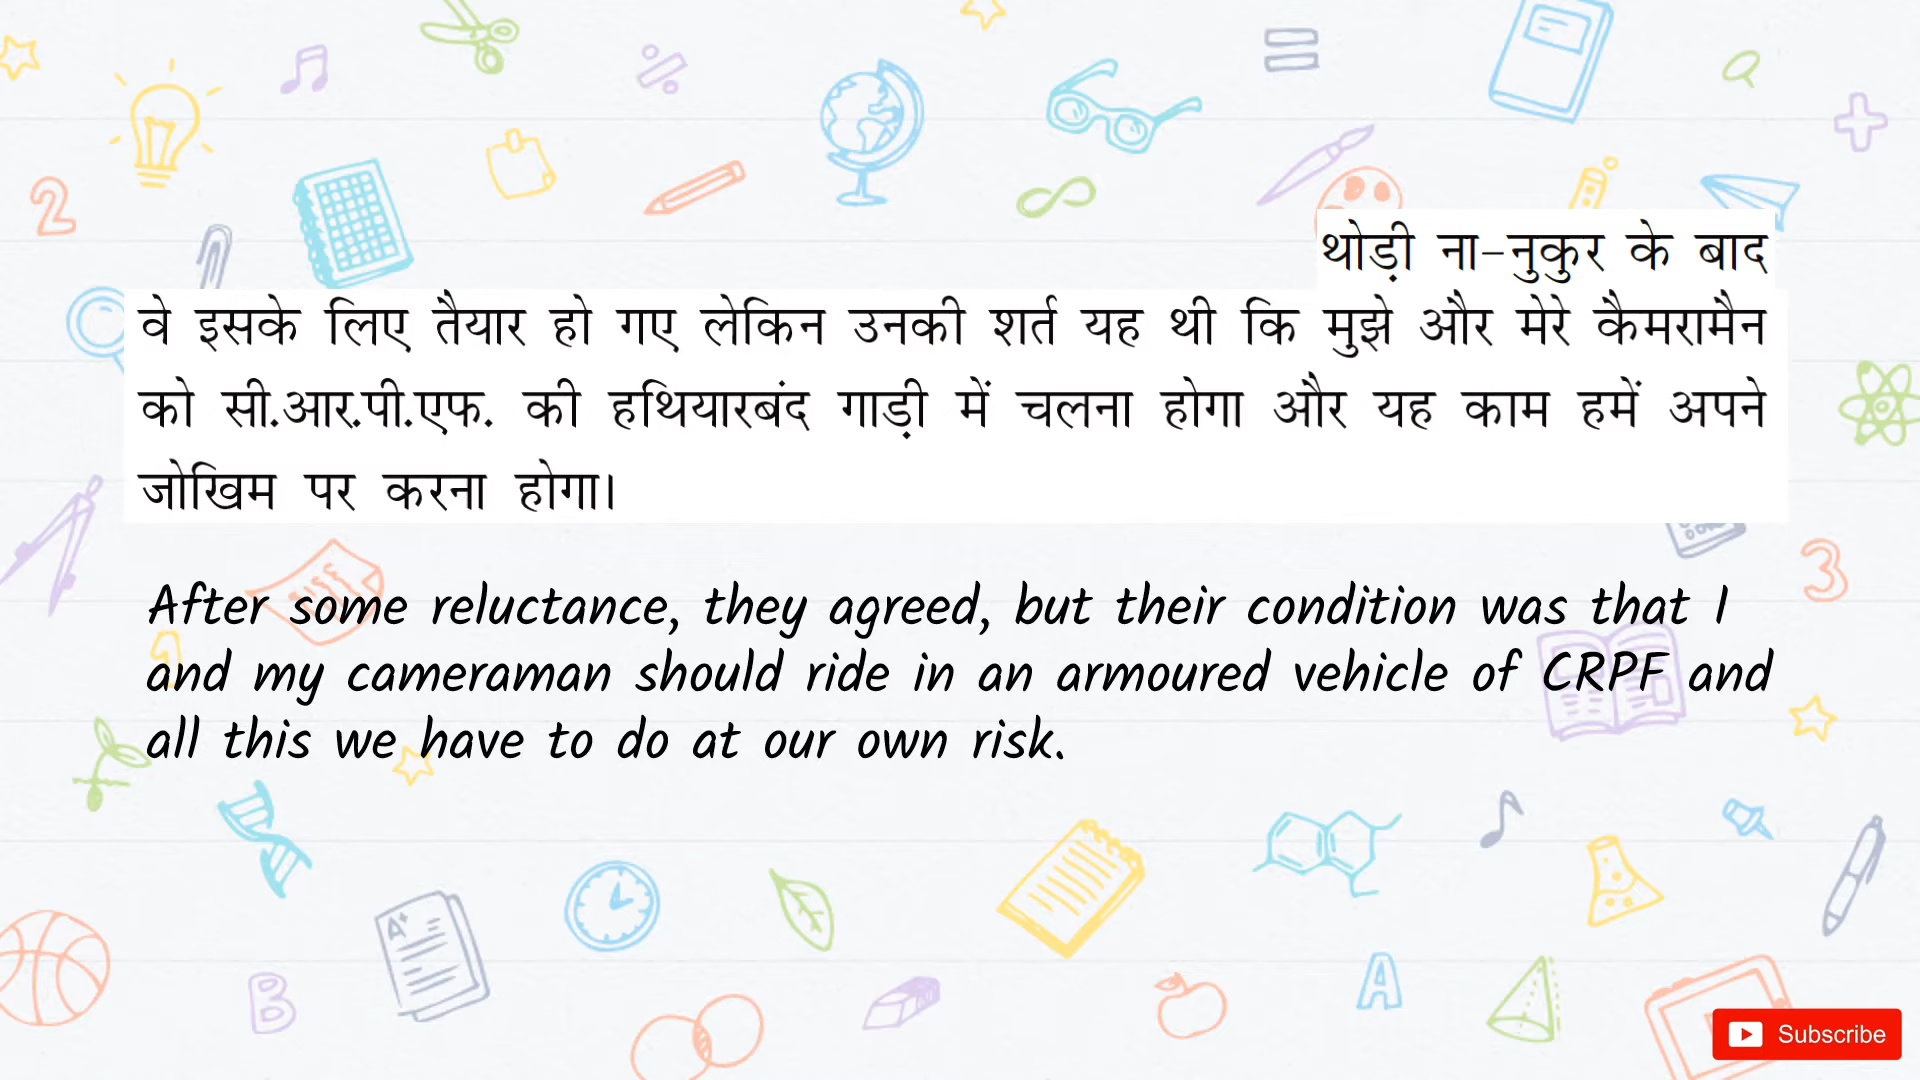 थोड़ी ना-नुकुर के बाद
वे इसके लिए तैयार हो गए लेकिन उनकी शर्त यह थी कि मुझे और मेरे कैमरामैन
को सी.आर.पी.एफ. की हथियारबंद गाड़ी में चलना होगा और यह काम हमें अपने
जोखिम पर करना होगा।
After some reluctance, they agreed, but their condition was that I
and my cameraman should ride in an armoured vehicle of CRPF and
all this we have to do at our own risk.
Subscribe